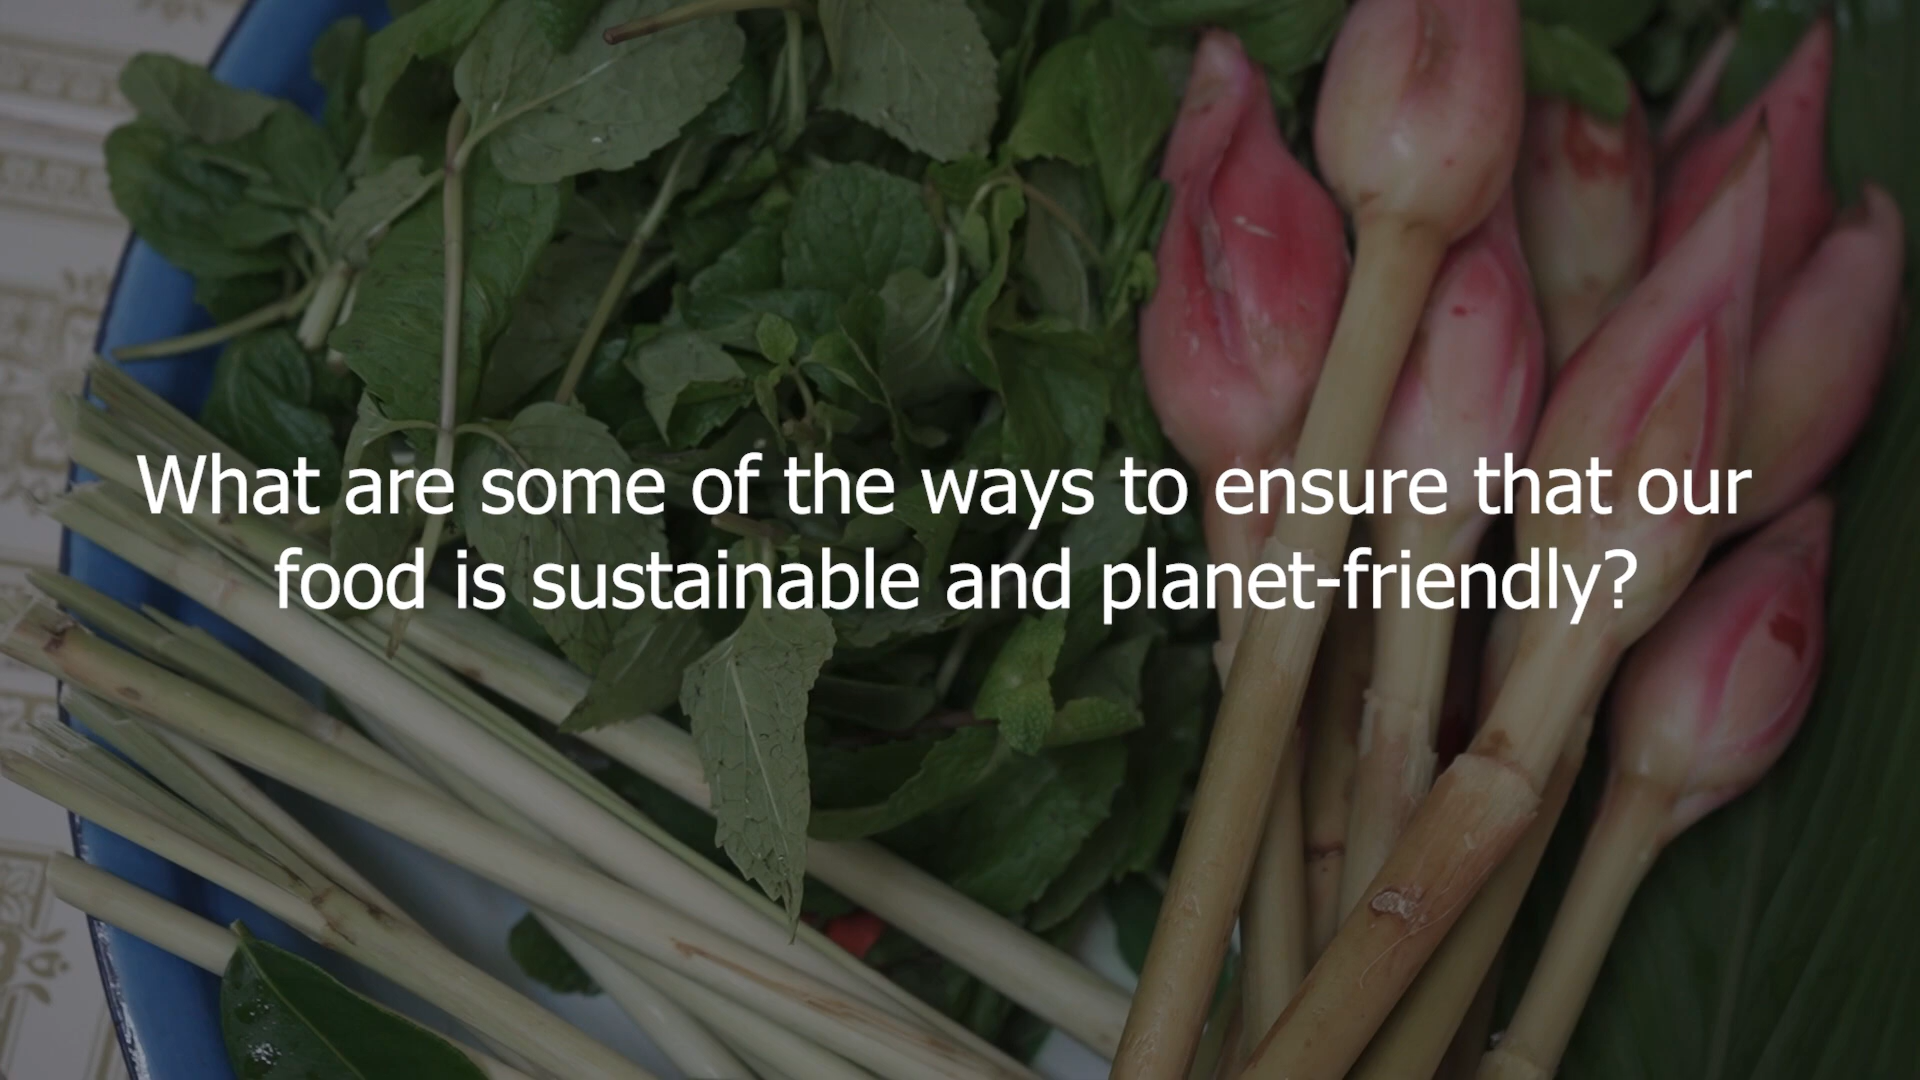 What are some of the ways to ensure that our
food is sustainable and planet-friendly?